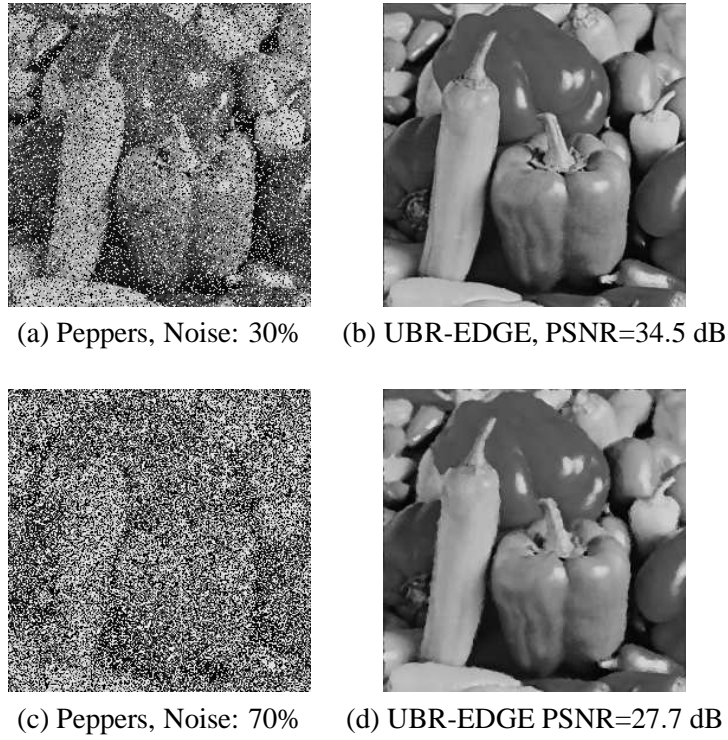 (a) Peppers, Noise: 30%
(b) UBR-EDGE, PSNR=34.5 dB
(c) Peppers, Noise: 70%
(d) UBR-EDGE PSNR=27.7 dB